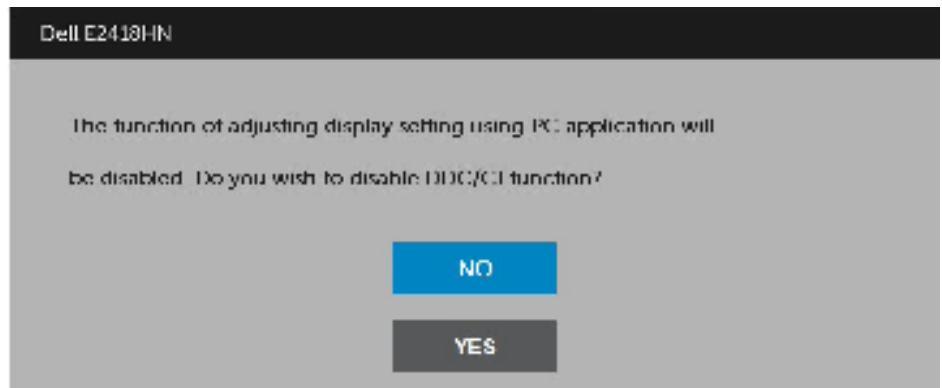 Dell E2418HN
The function of adjusting display setting using PC application will
be disabled. Do you wish to disable DDC/CI function?
NO
YES